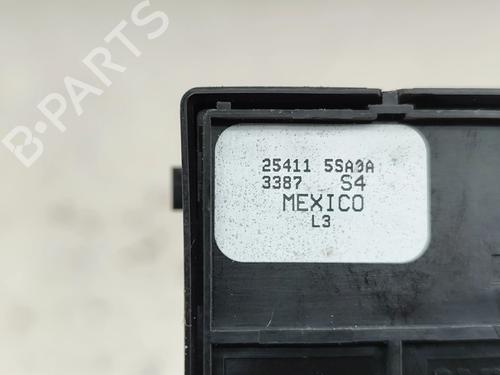 B-PARTS
25411 5SA0A
3387 S4
MEXICO
L3